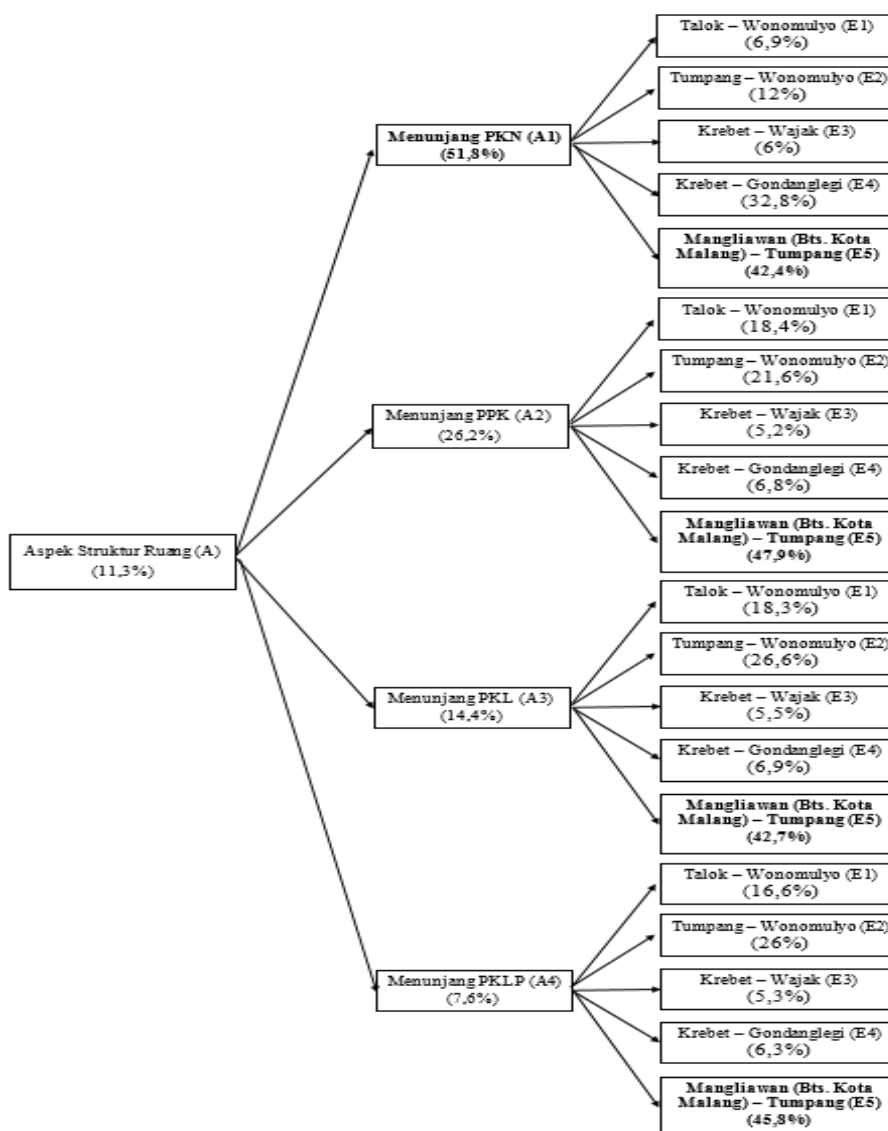 Talok – Wonomulyo (E1)
(6,9%)
Tumpang – Wonomulyo (E2)
(12%)
Menunjang PKN (A1)
(51,8%)
Krebet – Wajak (E3)
(6%)
Krebet – Gondanglegi (E4)
(32,8%)
Mangliawan (Bts. Kota
Malang) – Tumpang (E5)
(42,4%)
Talok – Wonomulyo (E1)
(18,4%)
Tumpang – Wonomulyo (E2)
(21,6%)
Menunjang PPK (A2)
(26,2%)
Krebet – Wajak (E3)
(5,2%)
Krebet – Gondanglegi (E4)
(6,8%)
Mangliawan (Bts. Kota
Malang) – Tumpang (E5)
(47,9%)
Aspek Struktur Ruang (A)
(11,3%)
Talok – Wonomulyo (E1)
(18,3%)
Tumpang – Wonomulyo (E2)
(26,6%)
Menunjang PKL (A3)
(14,4%)
Krebet – Wajak (E3)
(5,5%)
Krebet – Gondanglegi (E4)
(6,9%)
Mangliawan (Bts. Kota
Malang) – Tumpang (E5)
(42,7%)
Talok – Wonomulyo (E1)
(16,6%)
Tumpang – Wonomulyo (E2)
(26%)
Menunjang PKLP (A4)
(7,6%)
Krebet – Wajak (E3)
(5,3%)
Krebet – Gondanglegi (E4)
(6,3%)
Mangliawan (Bts. Kota
Malang) – Tumpang (E5)
(45,8%)